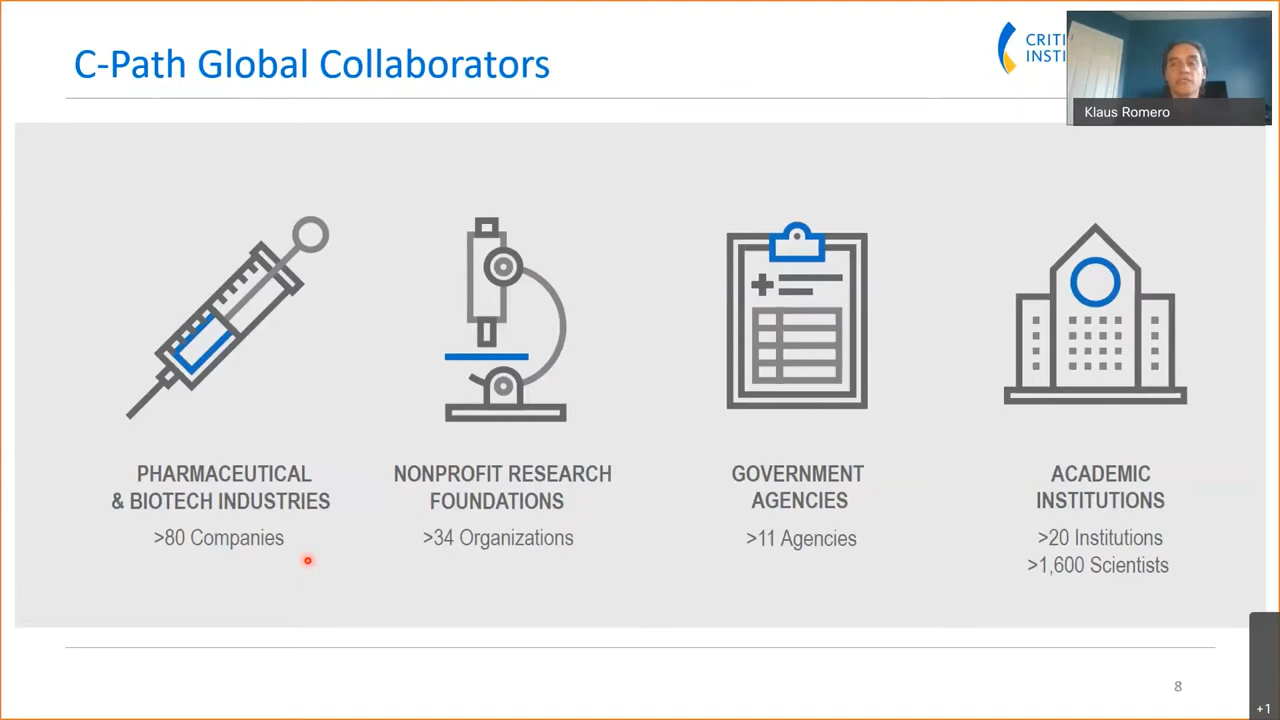 C-Path Global Collaborators
CRITI
INSTI
Klaus Romero
PHARMACEUTICAL
& BIOTECH INDUSTRIES
>80 Companies
NONPROFIT RESEARCH
FOUNDATIONS
>34 Organizations
GOVERNMENT
AGENCIES
>11 Agencies
ACADEMIC
INSTITUTIONS
>20 Institutions
>1,600 Scientists
8
+1